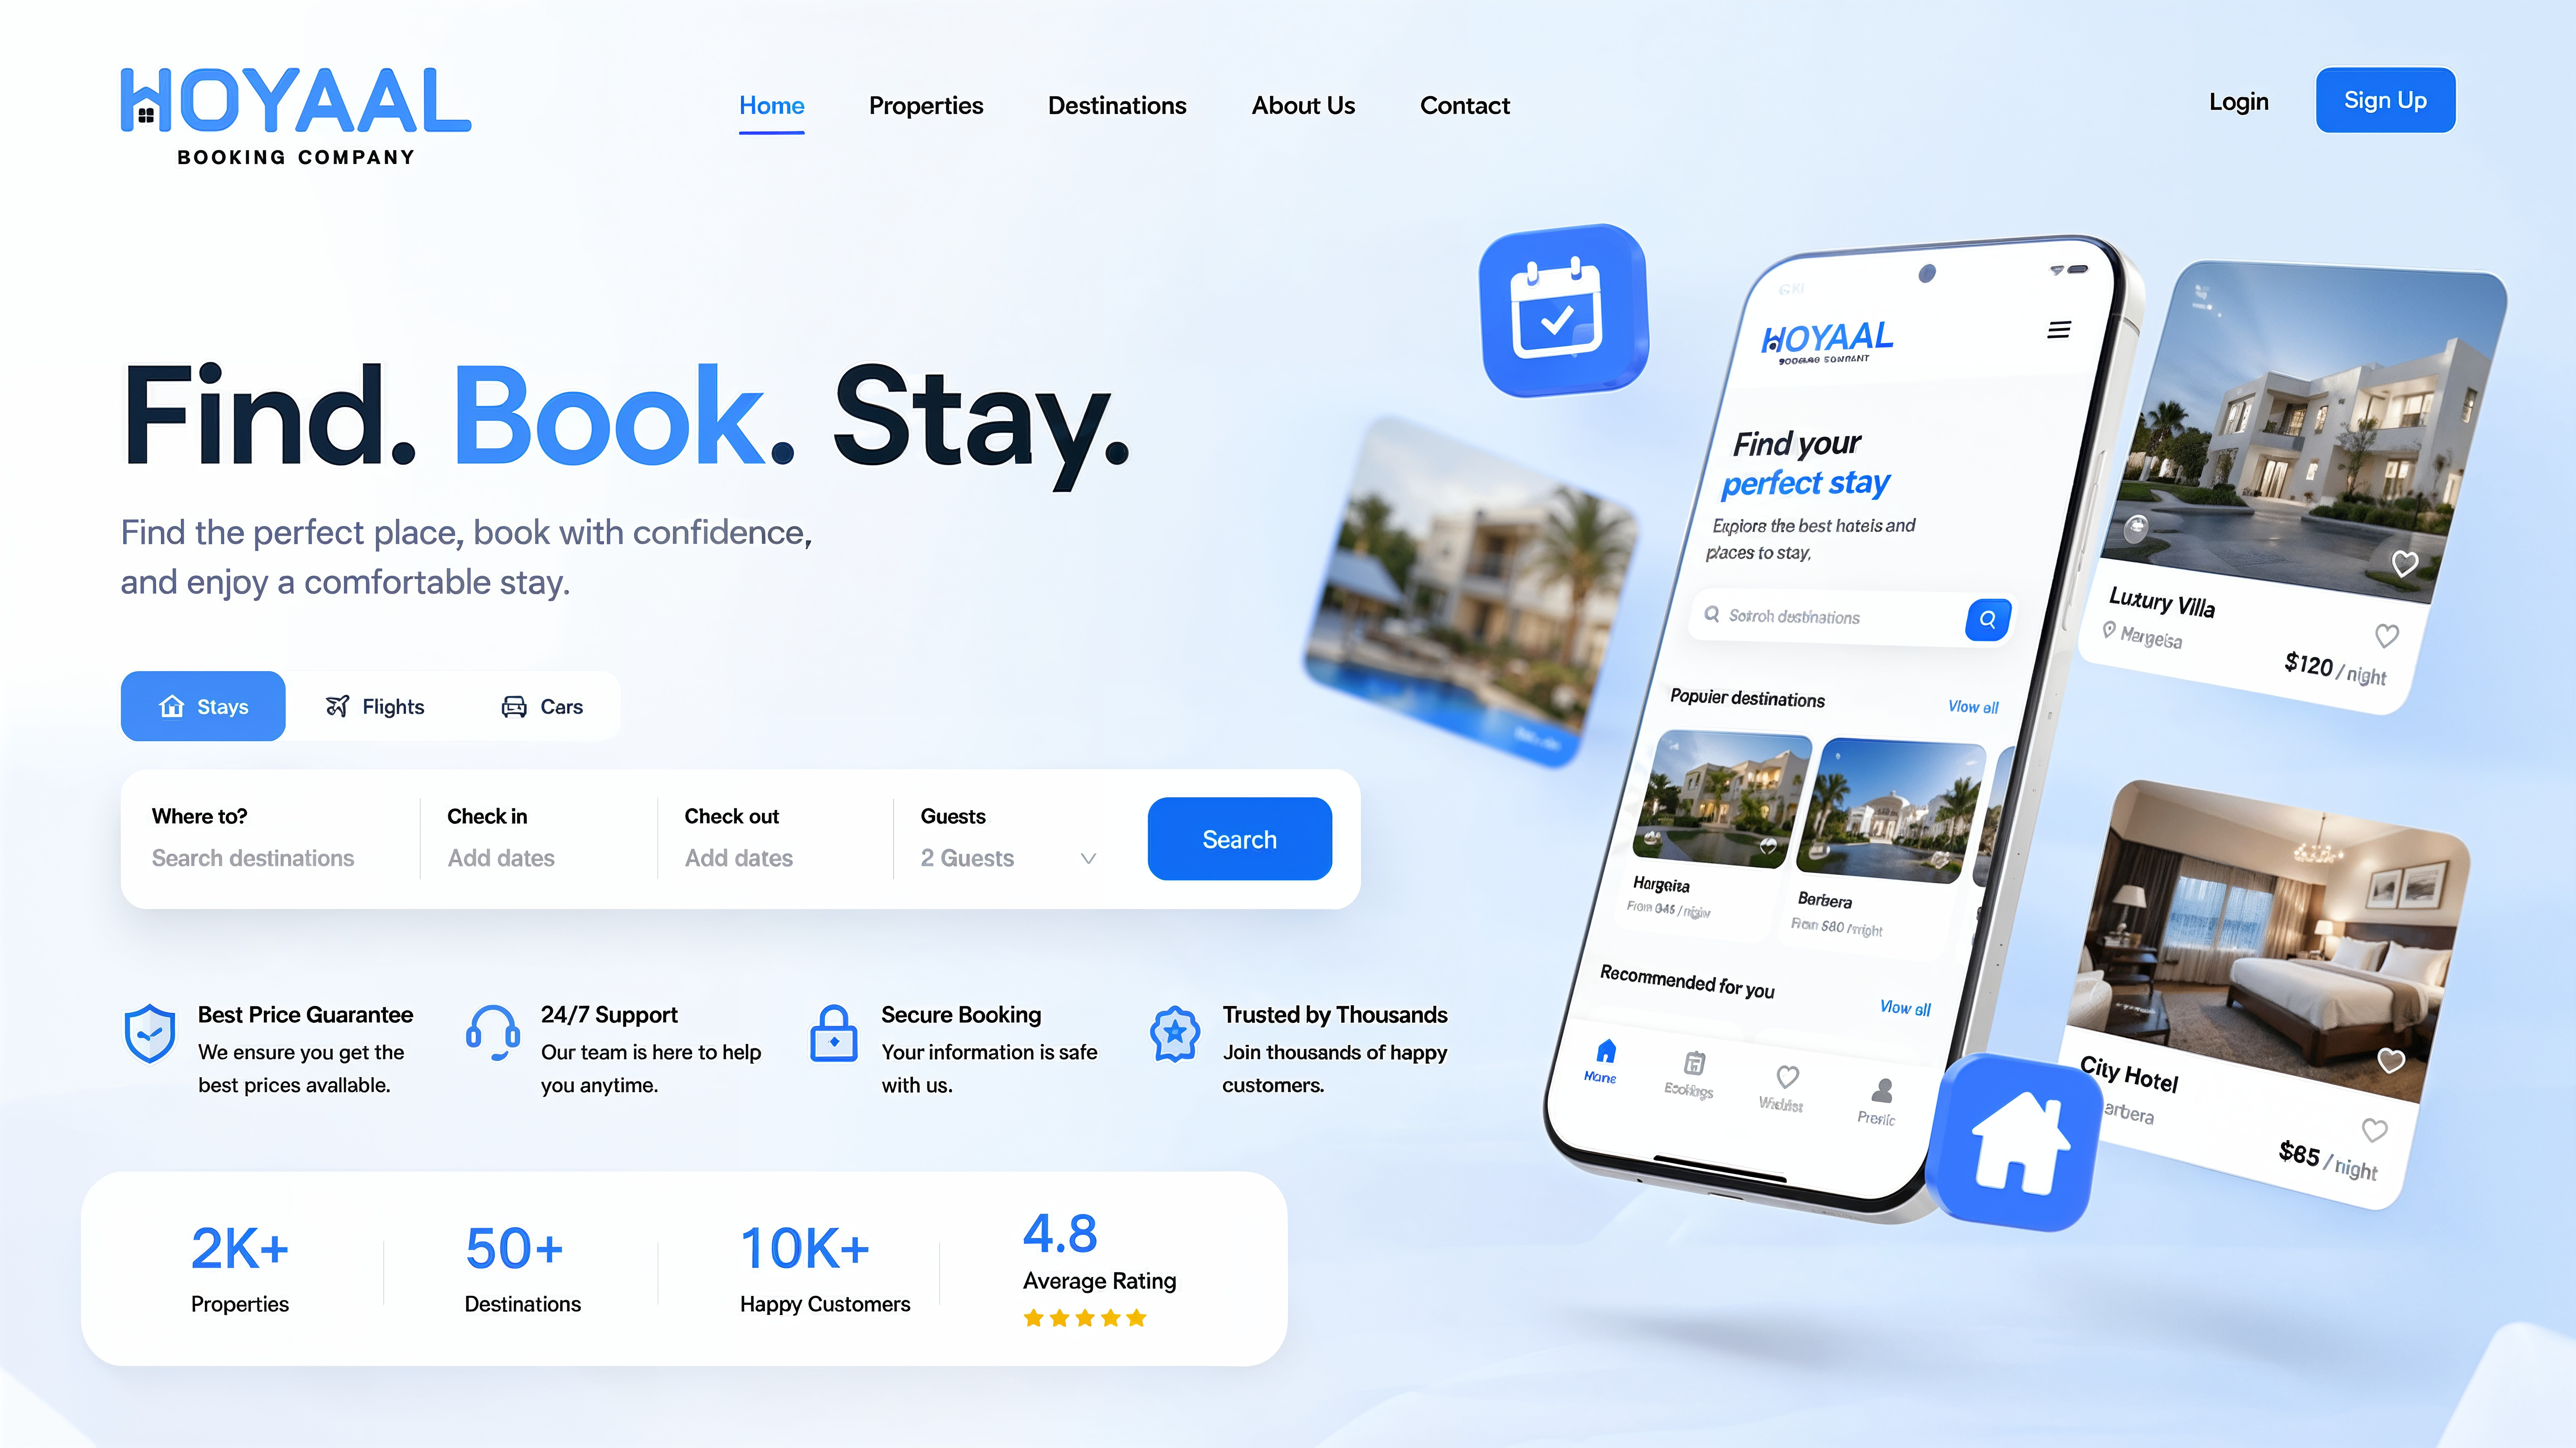 HOYAAL
BOOKING COMPANY
Home
Properties
Destinations
About Us
Contact
Login
Sign Up
Find. Book. Stay.
Find the perfect place, book with confidence,
and enjoy a comfortable stay.
Stays
Flights
Cars
Where to?
Search destinations
Check in
Add dates
Check out
Add dates
Guests
2 Guests
Search
Best Price Guarantee
We ensure you get the
best prices available.
24/7 Support
Our team is here to help
you anytime.
Secure Booking
Your information is safe
with us.
Trusted by Thousands
Join thousands of happy
customers.
2K+
Properties
50+
Destinations
10K+
Happy Customers
4.8
Average Rating
HOYAAL
Find your
perfect stay
Explore the best hotels and
places to stay,
destinations
Populer destinations
Vlow all
Berbera
Recommended for you
Vlow all
Luxury Villa
$120 / night
City Hotel
arbera
$65 / night